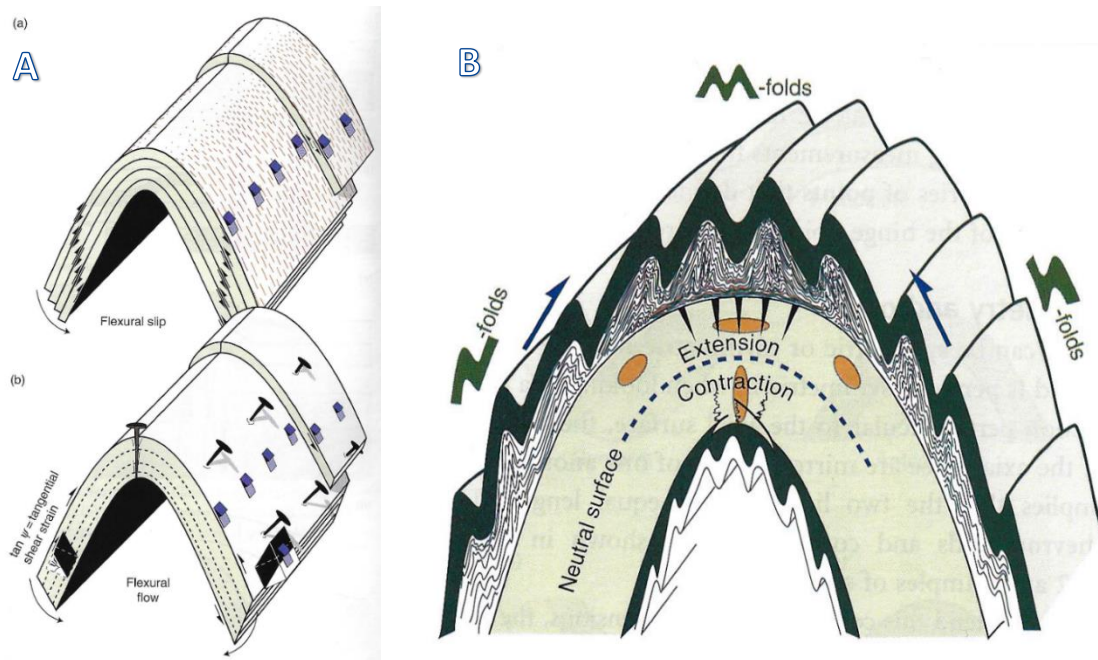 (a)
A
Flexural slip
(b)
tan ψ = tangential
shear strain
ψ
Flexural
flow
B
M-folds
Z-folds
S-folds
Extension
Contraction
Neutral surface